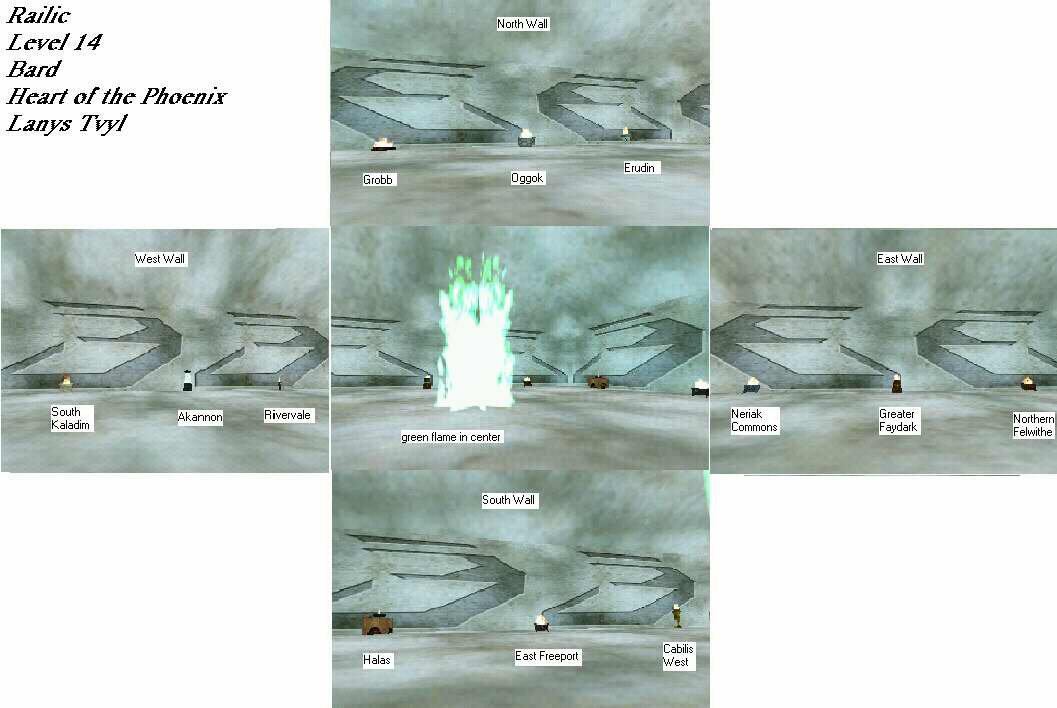 Railic
Level 14
Bard
Heart of the Phoenix
Lanys Tvyl
North Wall
Grobb
Oggok
Erudin
West Wall
South
Kaladim
Akannon
Rivervale
green flame in center
East Wall
Neriak
Commons
Greater
Faydark
Northern
Felwithe
South Wall
Halas
East Freeport
Cabilis
West